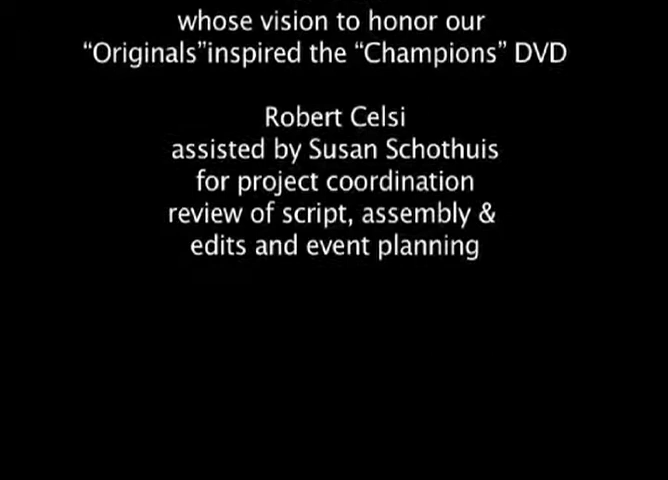 whose vision to honor our
“Originals”inspired the “Champions” DVD
Robert Celsi
assisted by Susan Schothuis
for project coordination
review of script, assembly &
edits and event planning